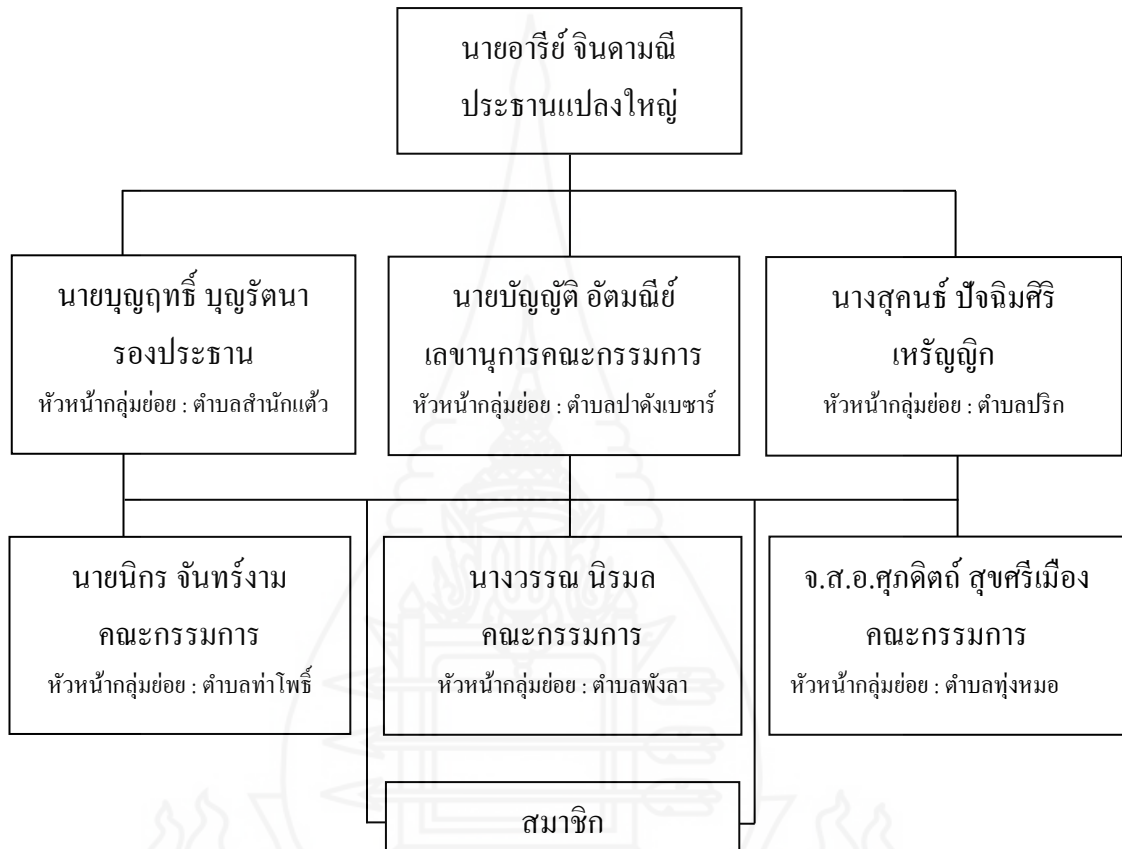 นายอารีย์ จินดามณี
ประธานแปลงใหญ่
นายบุญฤทธิ์ บุญรัตนา
รองประธาน
หัวหน้ากลุ่มย่อย : ตำบลสำนักแต้ว
นายบัญญัติ อัตมณีย์
เลขานุการคณะกรรมการ
หัวหน้ากลุ่มย่อย : ตำบลปาดังเบซาร์
นางสุคนธ์ ปัจฉิมศิริ
เหรัญญิก
หัวหน้ากลุ่มย่อย : ตำบลปริก
นายนิกร จันทร์งาม
คณะกรรมการ
หัวหน้ากลุ่มย่อย : ตำบลท่าโพธิ์
นางวรรณ นิรมล
คณะกรรมการ
หัวหน้ากลุ่มย่อย : ตำบลพังลา
จ.ส.อ.ศุภดิตถ์ สุขศรีเมือง
คณะกรรมการ
หัวหน้ากลุ่มย่อย : ตำบลทุ่งหมอ
สมาชิก